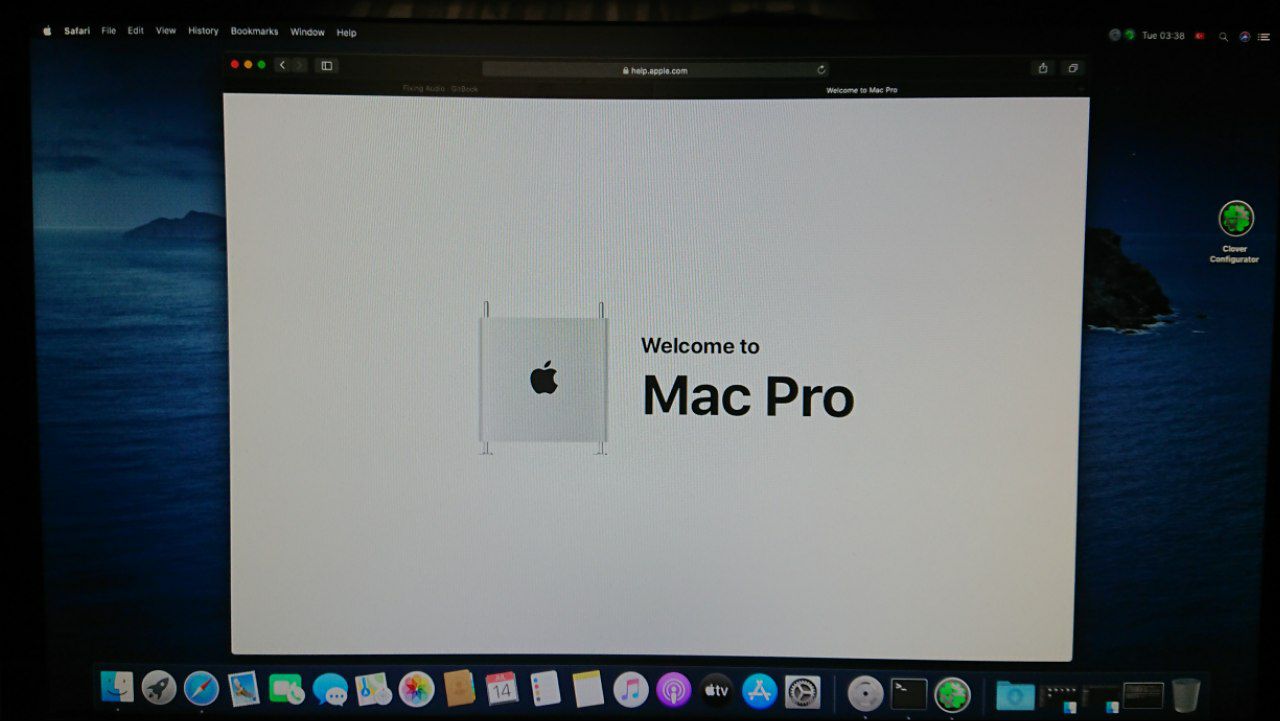 Safari File Edit View History Bookmarks Window Help
Tue 03:38
help.apple.com
Fixing Audio · GitBook
Welcome to Mac Pro
Welcome to
Mac Pro
Clover
Configurator
14
tv